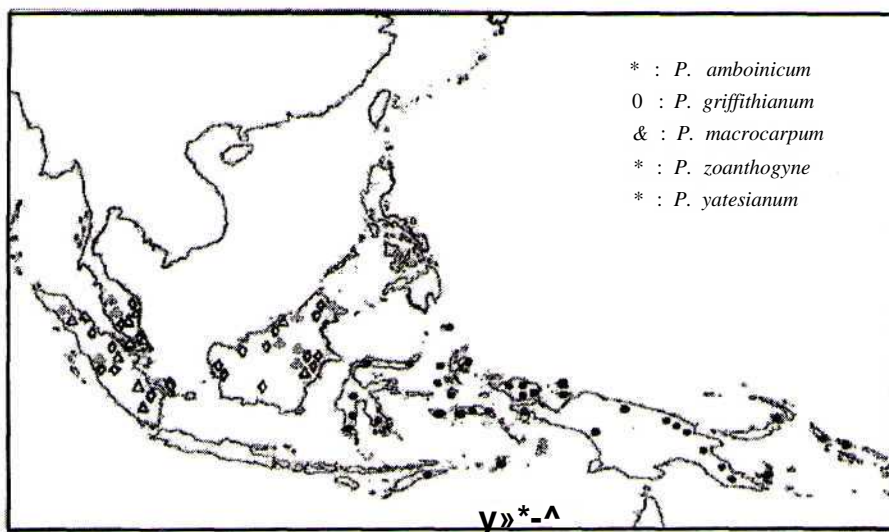 * : P. amboinicum
0 : P. griffithianum
& : P. macrocarpum
* : P. zoanthogyne
* : P. yatesianum
V»*-^